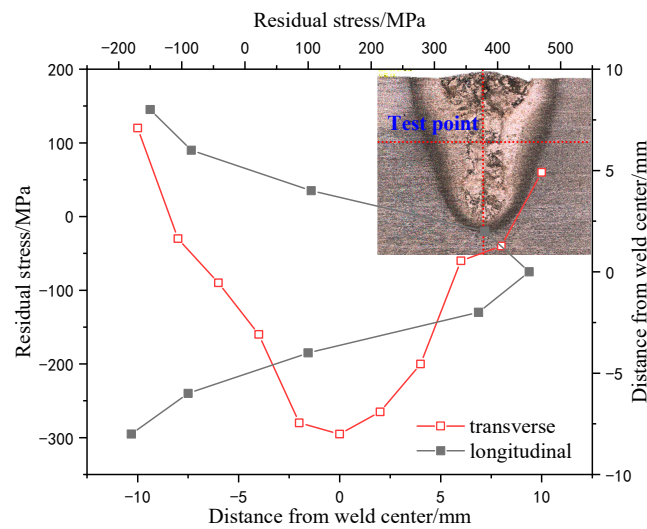 Residual stress/MPa
−200 −100 0 100 200 300 400 500
200
100
0
−100
−200
−300
Residual stress/MPa
10
5
0
−5
−10
Distance from weld center/mm
Test point
transverse
longitudinal
−10 −5 0 5 10
Distance from weld center/mm